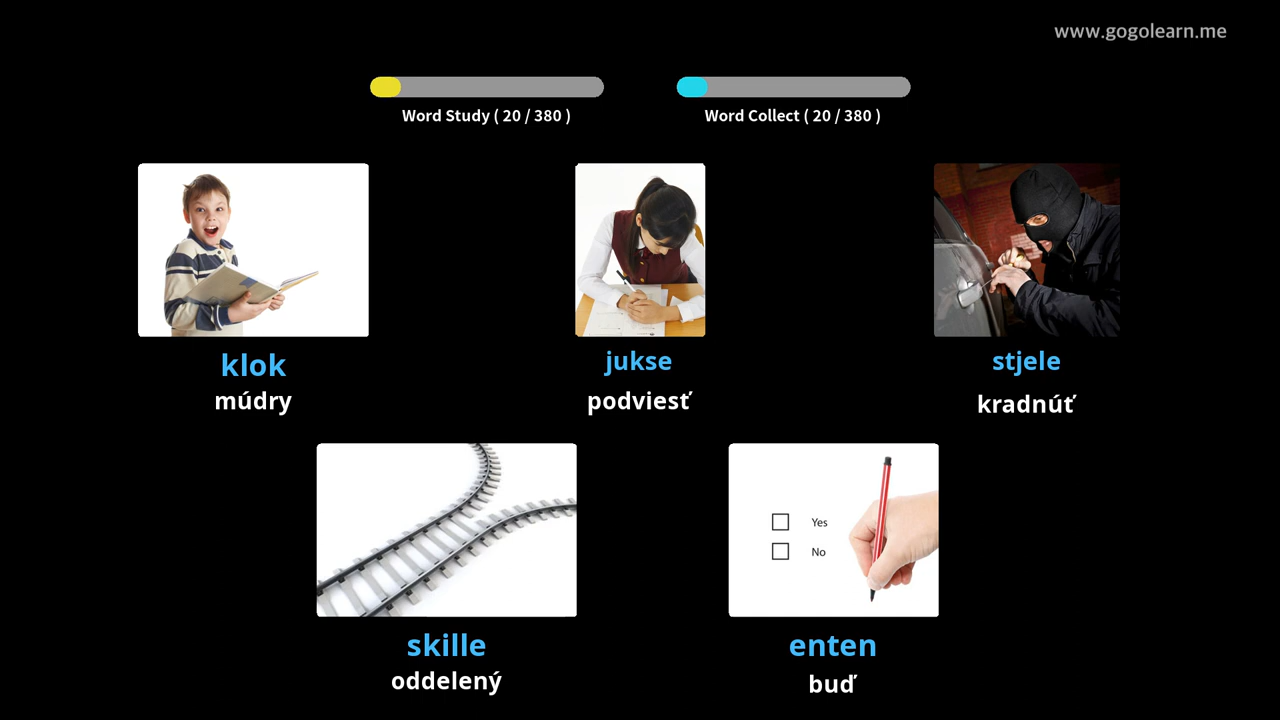 www.gogolearn.me
Word Study ( 20 / 380 )
Word Collect ( 20 / 380 )
klok
múdry
jukse
podviesť
stjele
kradnúť
Yes
No
skille
oddelený
enten
buď